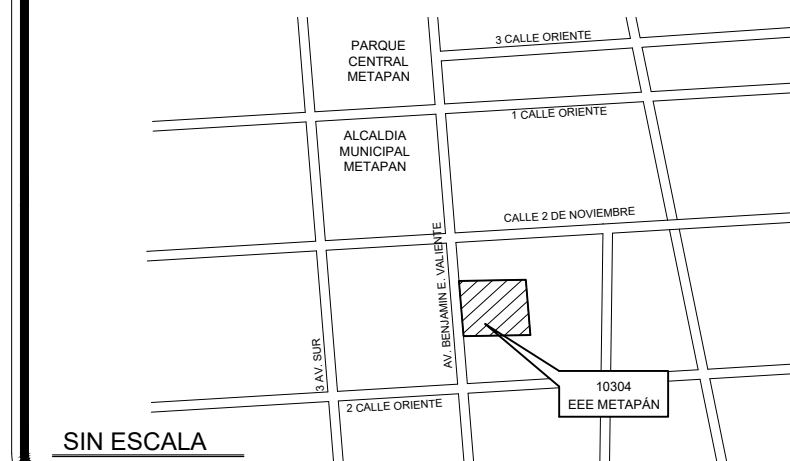 3 CALLE ORIENTE
PARQUE
CENTRAL
METAPAN
1 CALLE ORIENTE
ALCALDIA
MUNICIPAL
METAPAN
CALLE 2 DE NOVIEMBRE
AV. BENJAMIN E. VALIENTE
3 AV. SUR
10304
EEE METAPÁN
2 CALLE ORIENTE
SIN ESCALA